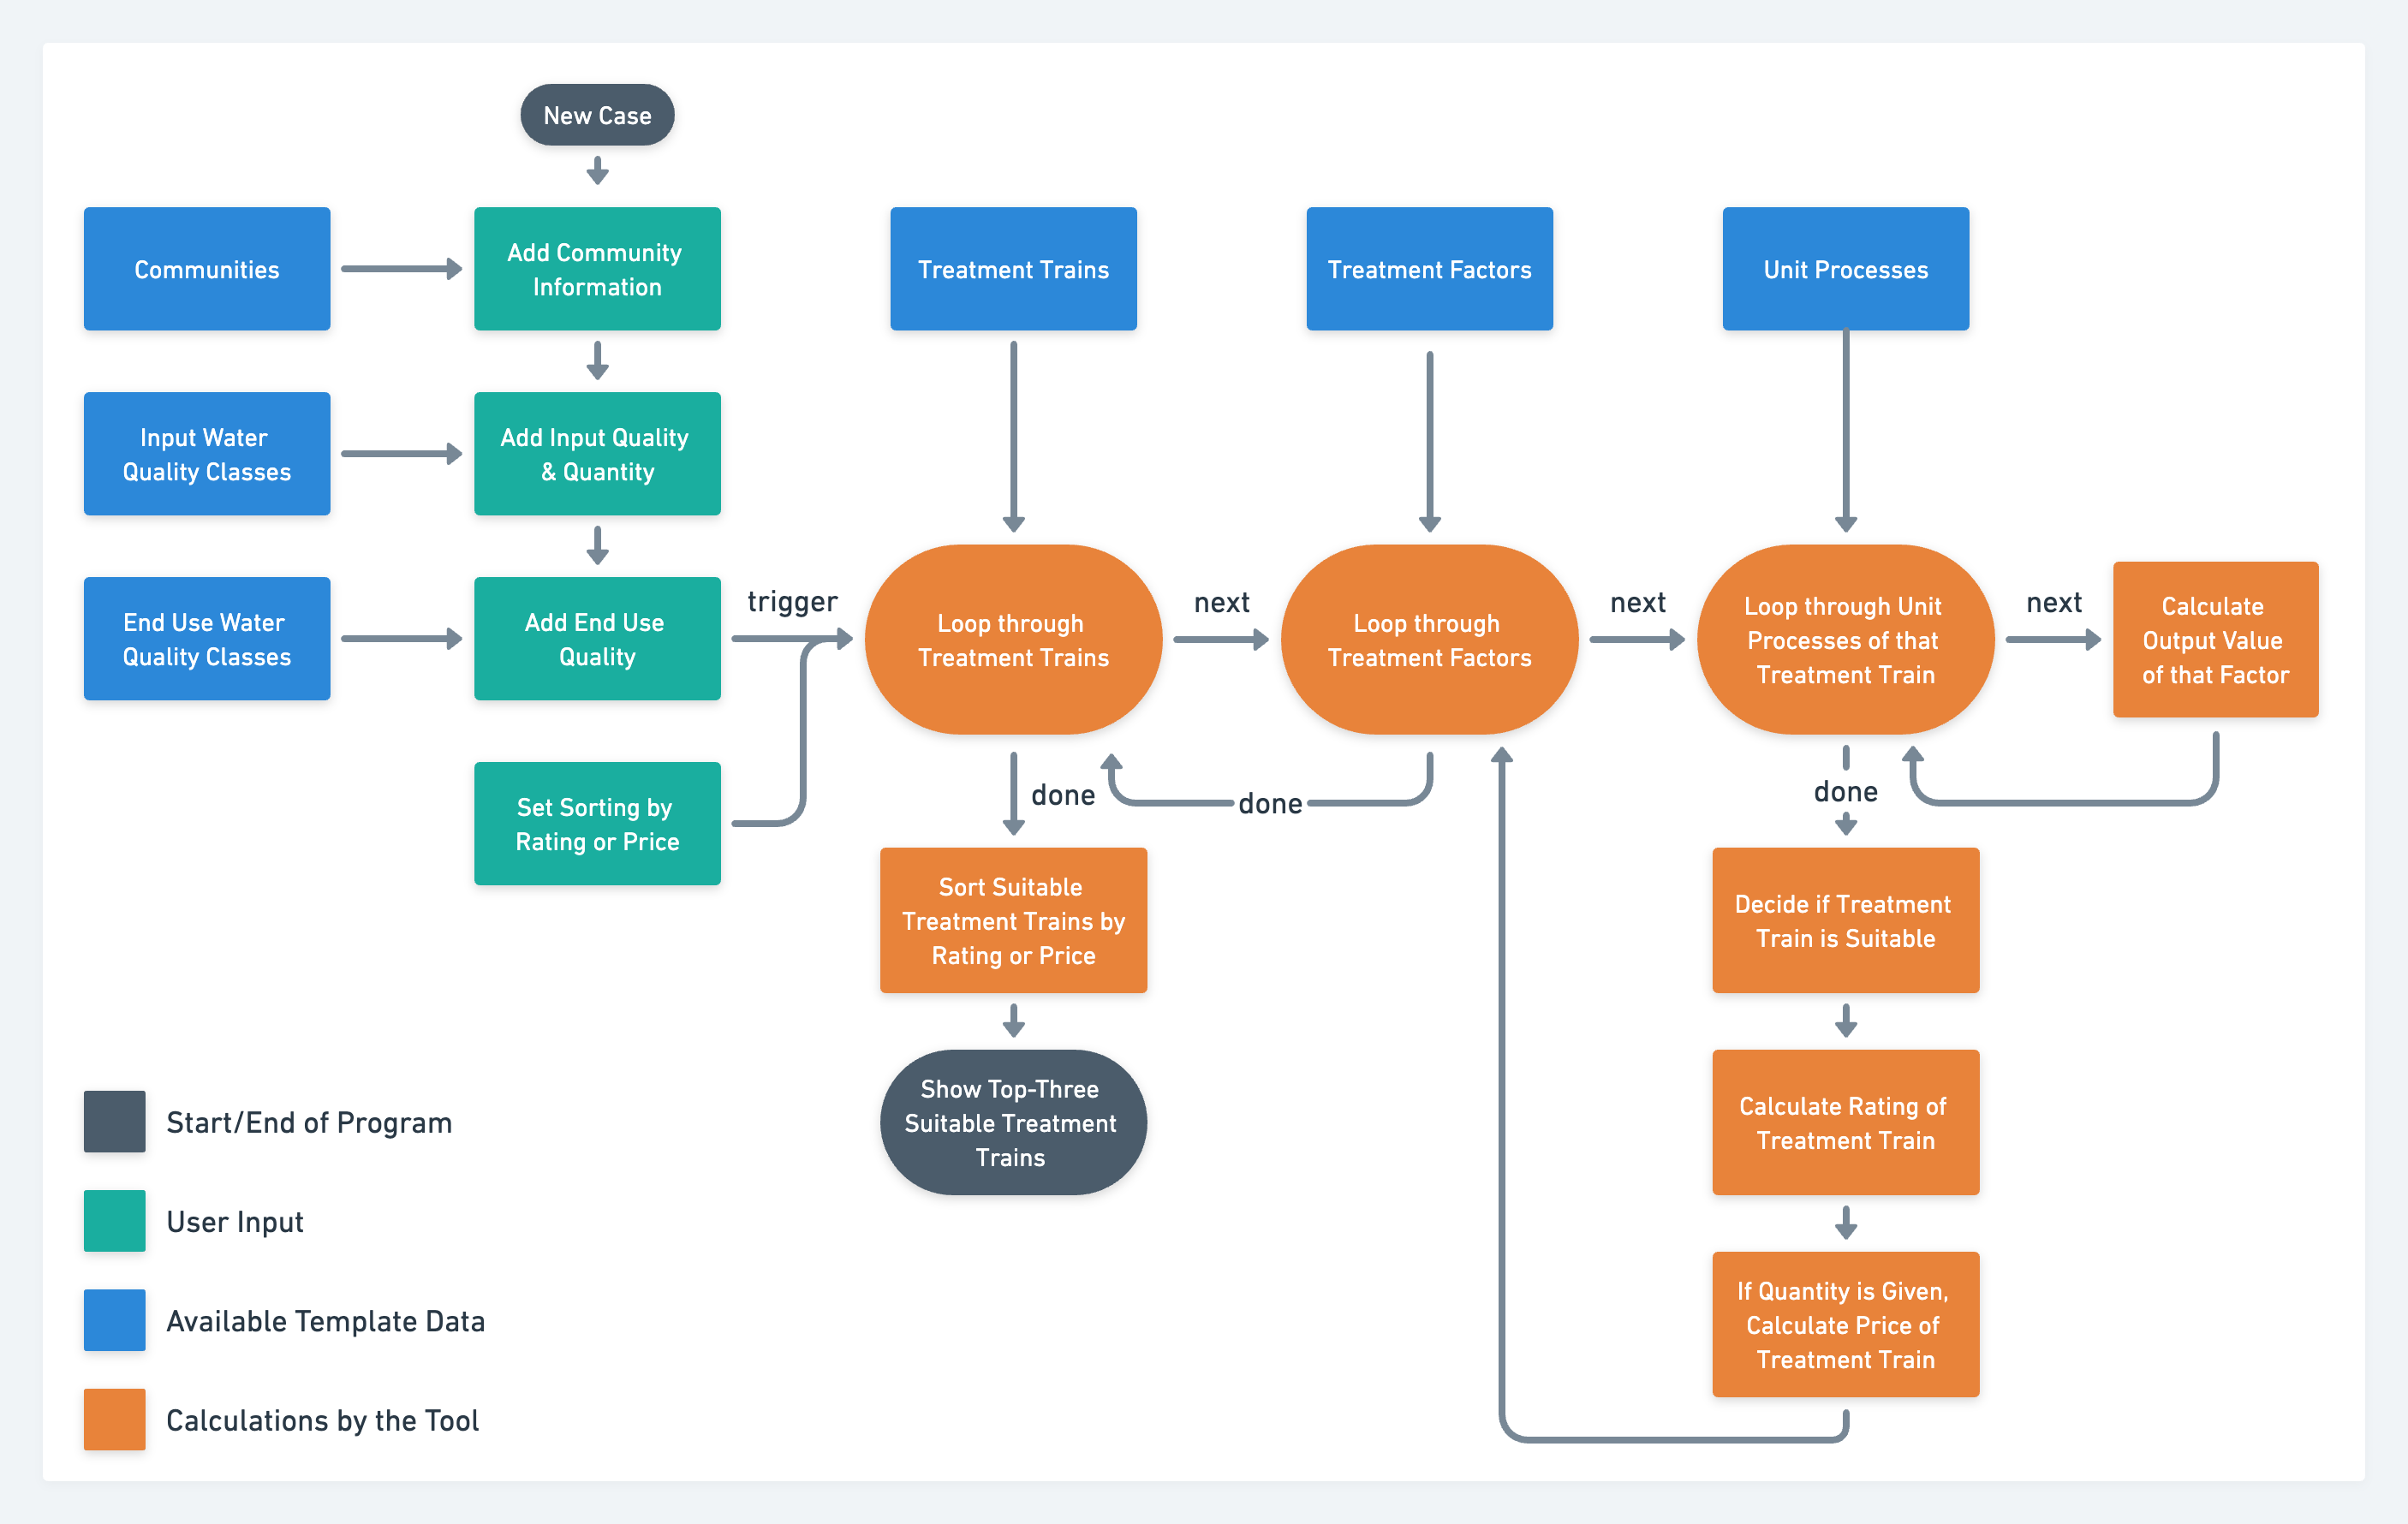 New Case
Communities
Add Community
Information
Treatment Trains
Treatment Factors
Unit Processes
Input Water
Quality Classes
Add Input Quality
& Quantity
End Use Water
Quality Classes
Add End Use
Quality
trigger
Loop through
Treatment Trains
next
Loop through
Treatment Factors
next
Loop through Unit
Processes of that
Treatment Train
next
Calculate
Output Value
of that Factor
Set Sorting by
Rating or Price
done
done
done
Sort Suitable
Treatment Trains by
Rating or Price
Decide if Treatment
Train is Suitable
Show Top-Three
Suitable Treatment
Trains
Calculate Rating of
Treatment Train
If Quantity is Given,
Calculate Price of
Treatment Train
Start/End of Program
User Input
Available Template Data
Calculations by the Tool